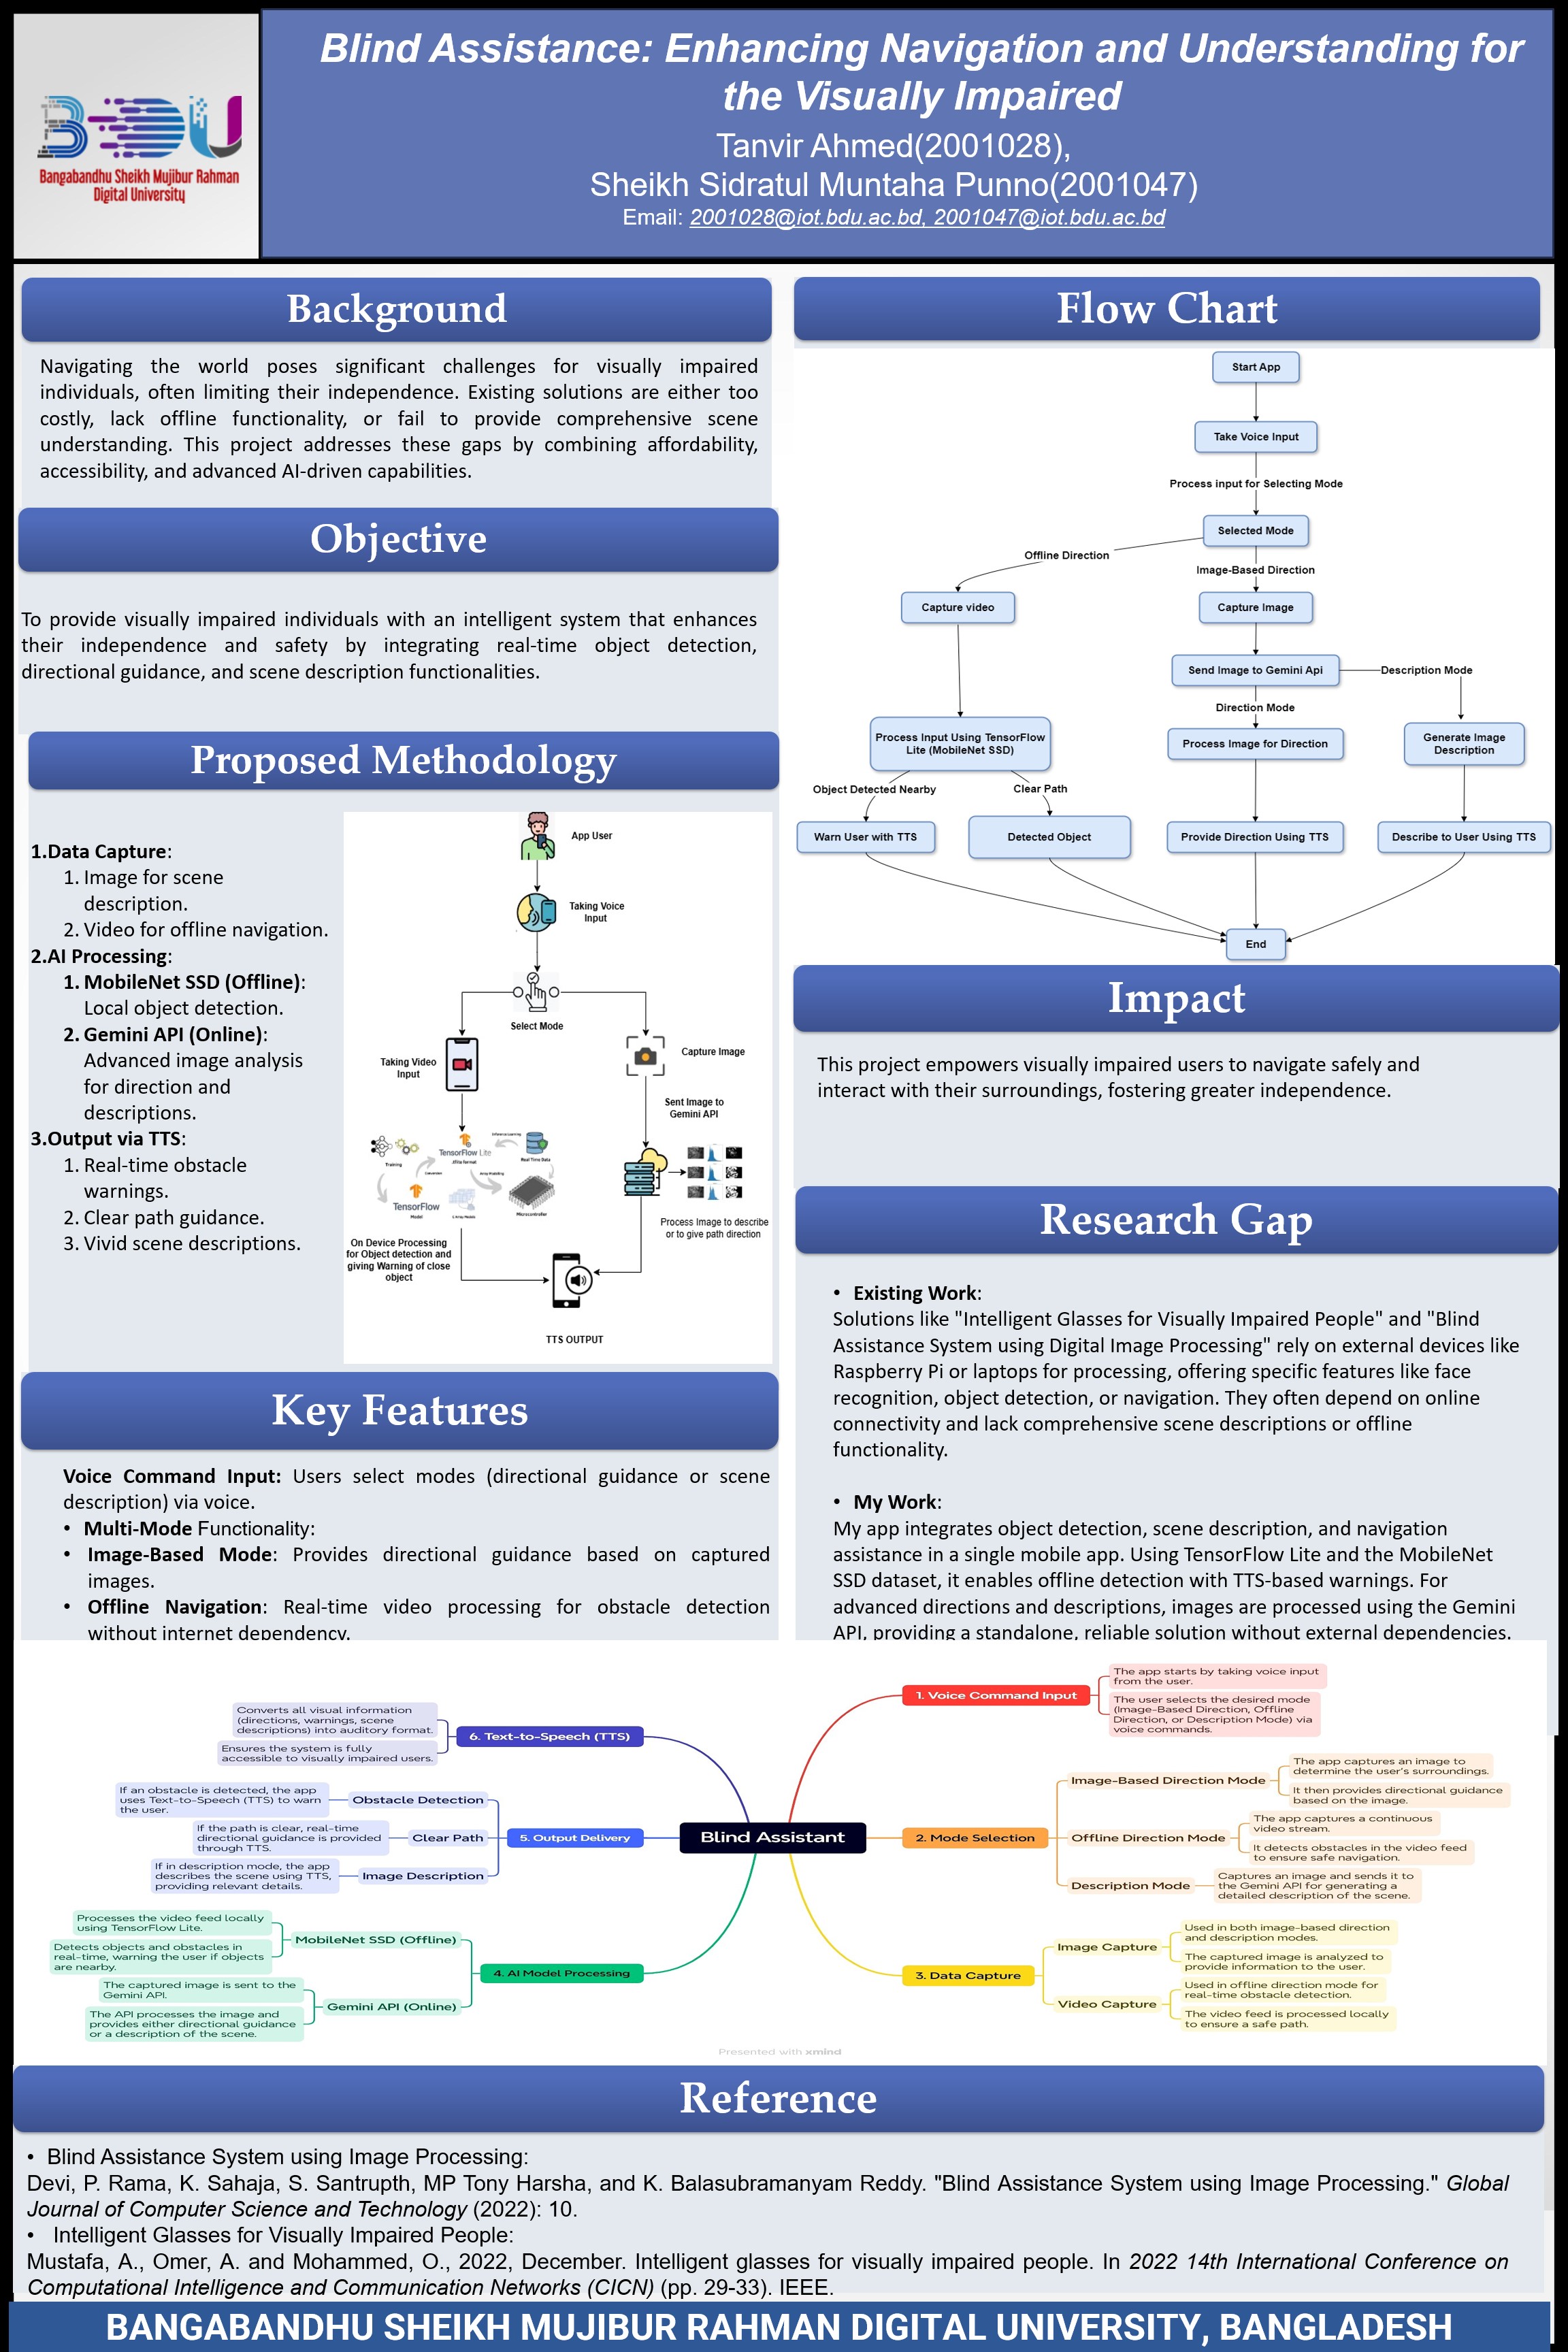 BDU
Bangabandhu Sheikh Mujibur Rahman
Digital University
Blind Assistance: Enhancing Navigation and Understanding for
the Visually Impaired
Tanvir Ahmed(2001028),
Sheikh Sidratul Muntaha Punno(2001047)
Email: 2001028@iot.bdu.ac.bd, 2001047@iot.bdu.ac.bd
Background
Navigating the world poses significant challenges for visually impaired
individuals, often limiting their independence. Existing solutions are either too
costly, lack offline functionality, or fail to provide comprehensive scene
understanding. This project addresses these gaps by combining affordability,
accessibility, and advanced AI-driven capabilities.
Objective
To provide visually impaired individuals with an intelligent system that enhances
their independence and safety by integrating real-time object detection,
directional guidance, and scene description functionalities.
Proposed Methodology
1.Data Capture:
1. Image for scene
description.
2. Video for offline navigation.
2.AI Processing:
1. MobileNet SSD (Offline):
Local object detection.
2. Gemini API (Online):
Advanced image analysis
for direction and
descriptions.
3.Output via TTS:
1. Real-time obstacle
warnings.
2. Clear path guidance.
3. Vivid scene descriptions.
App User
Taking Voice
Input
Select Mode
Taking Video
Input
Capture Image
Sent Image to
Gemini API
Training
TensorFlow Lite
Real Time Data
TensorFlow
Model
Microcontroller
Process Image to describe
or to give path direction
On Device Processing
for Object detection and
giving Warning of close
object
TTS OUTPUT
Key Features
Voice Command Input: Users select modes (directional guidance or scene
description) via voice.
• Multi-Mode Functionality:
• Image-Based Mode: Provides directional guidance based on captured
images.
• Offline Navigation: Real-time video processing for obstacle detection
without internet dependency.
Flow Chart
Start App
Take Voice Input
Process input for Selecting Mode
Selected Mode
Offline Direction
Image-Based Direction
Capture video
Capture Image
Send Image to Gemini Api
Description Mode
Direction Mode
Process Input Using TensorFlow
Lite (MobileNet SSD)
Process Image for Direction
Generate Image
Description
Object Detected Nearby
Clear Path
Warn User with TTS
Detected Object
Provide Direction Using TTS
Describe to User Using TTS
End
Impact
This project empowers visually impaired users to navigate safely and
interact with their surroundings, fostering greater independence.
Research Gap
• Existing Work:
Solutions like "Intelligent Glasses for Visually Impaired People" and "Blind
Assistance System using Digital Image Processing" rely on external devices like
Raspberry Pi or laptops for processing, offering specific features like face
recognition, object detection, or navigation. They often depend on online
connectivity and lack comprehensive scene descriptions or offline
functionality.
• My Work:
My app integrates object detection, scene description, and navigation
assistance in a single mobile app. Using TensorFlow Lite and the MobileNet
SSD dataset, it enables offline detection with TTS-based warnings. For
advanced directions and descriptions, images are processed using the Gemini
API, providing a standalone, reliable solution without external dependencies.
Blind Assistant
1. Voice Command Input
The app starts by taking voice input
from the user.
The user selects the desired mode
(Image-Based Direction, Offline
Direction, or Description Mode) via
voice commands.
2. Mode Selection
Image-Based Direction Mode
The app captures an image to
determine the user's surroundings.
It then provides directional guidance
based on the image.
Offline Direction Mode
The app captures a continuous
video stream.
It detects obstacles in the video feed
to ensure safe navigation.
Description Mode
Captures an image and sends it to
the Gemini API for generating a
detailed description of the scene.
3. Data Capture
Image Capture
Used in both image-based direction
and description modes.
The captured image is analyzed to
provide information to the user.
Video Capture
Used in offline direction mode for
real-time obstacle detection.
The video feed is processed locally
to ensure a safe path.
4. AI Model Processing
MobileNet SSD (Offline)
Processes the video feed locally
using TensorFlow Lite.
Detects objects and obstacles in
real-time, warning the user if objects
are nearby.
Gemini API (Online)
The captured image is sent to the
Gemini API.
The API processes the image and
provides either directional guidance
or a description of the scene.
5. Output Delivery
Obstacle Detection
If an obstacle is detected, the app
uses Text-to-Speech (TTS) to warn
the user.
Clear Path
If the path is clear, real-time
directional guidance is provided
through TTS.
Image Description
If in description mode, the app
describes the scene using TTS,
providing relevant details.
6. Text-to-Speech (TTS)
Converts all visual information
(directions, warnings, scene
descriptions) into auditory format.
Ensures the system is fully
accessible to visually impaired users.
Presented with xmind
Reference
• Blind Assistance System using Image Processing:
Devi, P. Rama, K. Sahaja, S. Santrupth, MP Tony Harsha, and K. Balasubramanyam Reddy. "Blind Assistance System using Image Processing." Global
Journal of Computer Science and Technology (2022): 10.
• Intelligent Glasses for Visually Impaired People:
Mustafa, A., Omer, A. and Mohammed, O., 2022, December. Intelligent glasses for visually impaired people. In 2022 14th International Conference on
Computational Intelligence and Communication Networks (CICN) (pp. 29-33). IEEE.
BANGABANDHU SHEIKH MUJIBUR RAHMAN DIGITAL UNIVERSITY, BANGLADESH